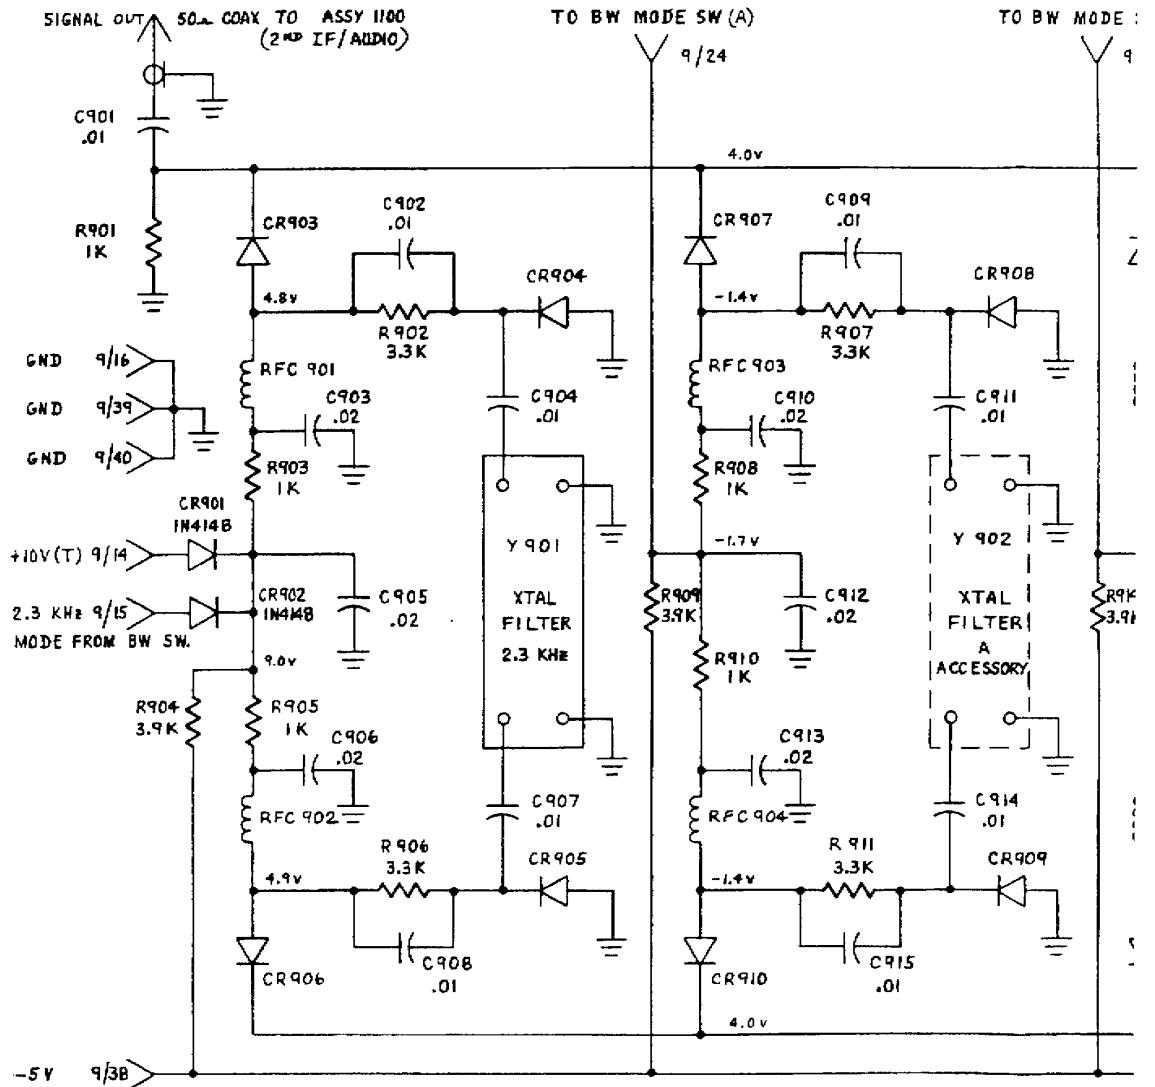 SIGNAL OUT 50Ω COAX TO ASSY 1100
(2ND IF/AUDIO)
TO BW MODE SW (A)
9/24
TO BW MODE
9
C901
.01
4.0V
R901
1K
CR903
C902
.01
CR904
CR907
C909
.01
CR908
4.8V
R902
3.3K
-1.4V
R907
3.3K
GND 9/16
GND 9/39
GND 9/40
RFC 901
C903
.02
C904
.01
RFC903
C910
.02
C911
.01
R903
1K
R908
1K
CR901
1N4148
+10V(T) 9/14
Y901
XTAL
FILTER
2.3 KHz
-1.7V
Y 902
XTAL
FILTER
A
ACCESSORY
2.3 KHz 9/15
MODE FROM BW SW.
CR902
1N4148
C905
.02
R909
3.9K
C912
.02
9.0V
R910
1K
R904
3.9K
R905
1K
C906
.02
C913
.02
RFC 902
C907
.01
RFC 904
C914
.01
R906
3.3K
CR905
R911
3.3K
CR909
4.9V
-1.4V
CR906
C908
.01
CR910
C915
.01
4.0V
-5V 9/38